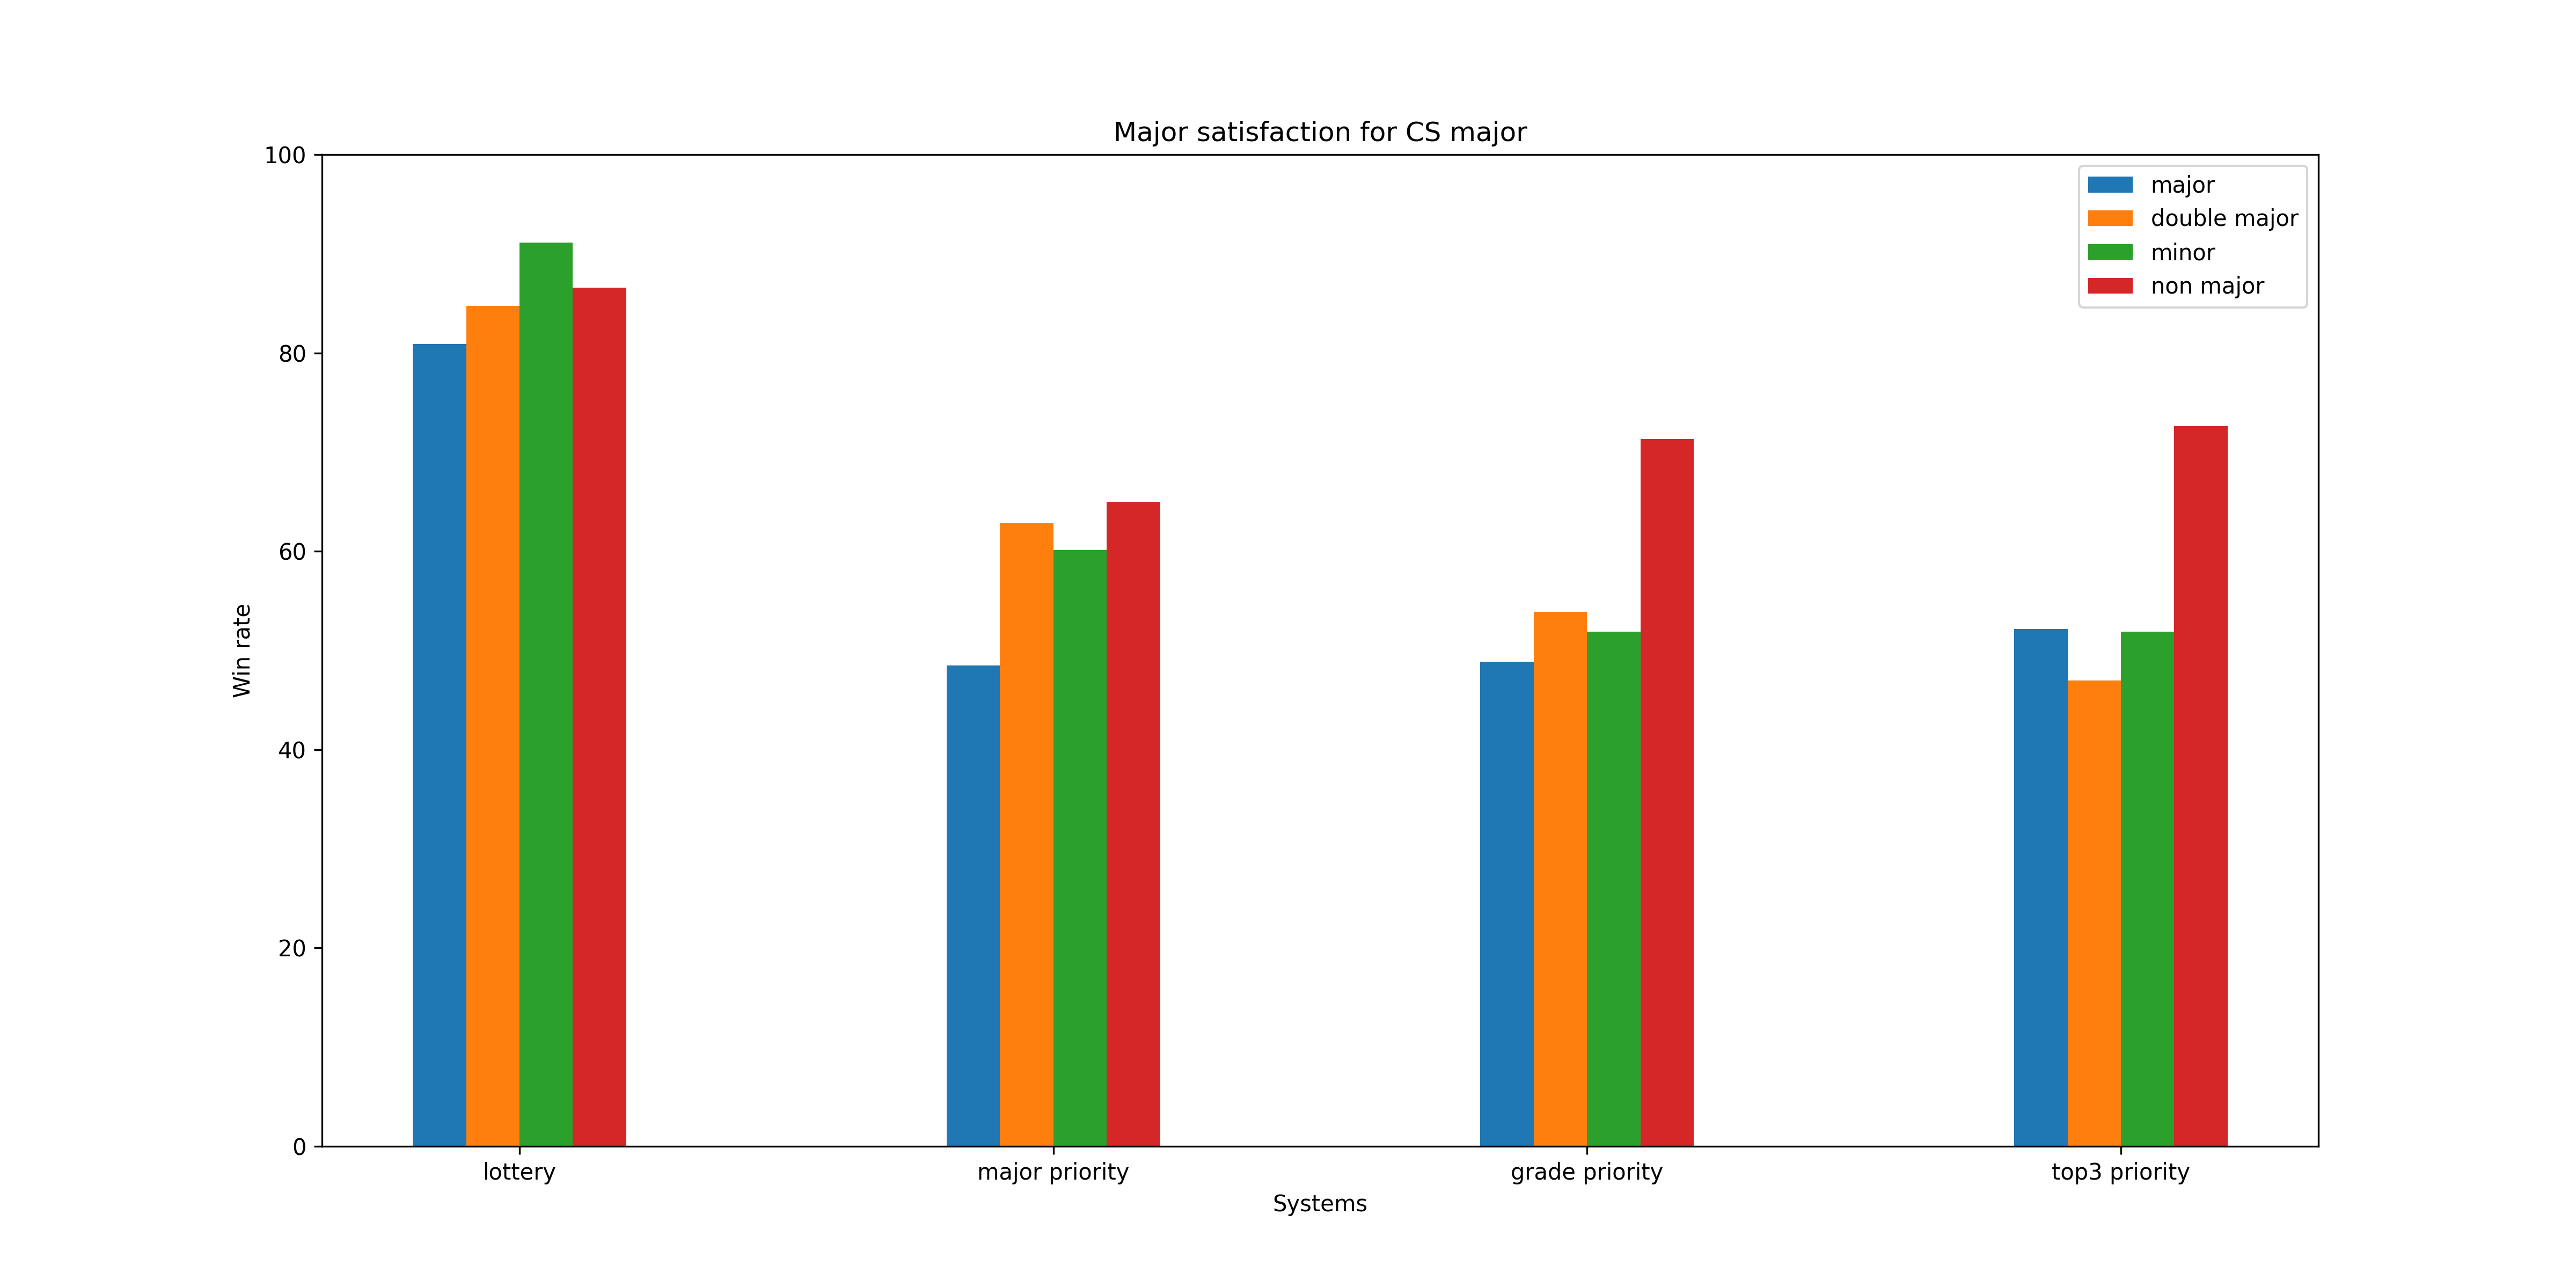 Major satisfaction for CS major
100
80
60
40
20
0
Win rate
major
double major
minor
non major
lottery
major priority
grade priority
top3 priority
Systems